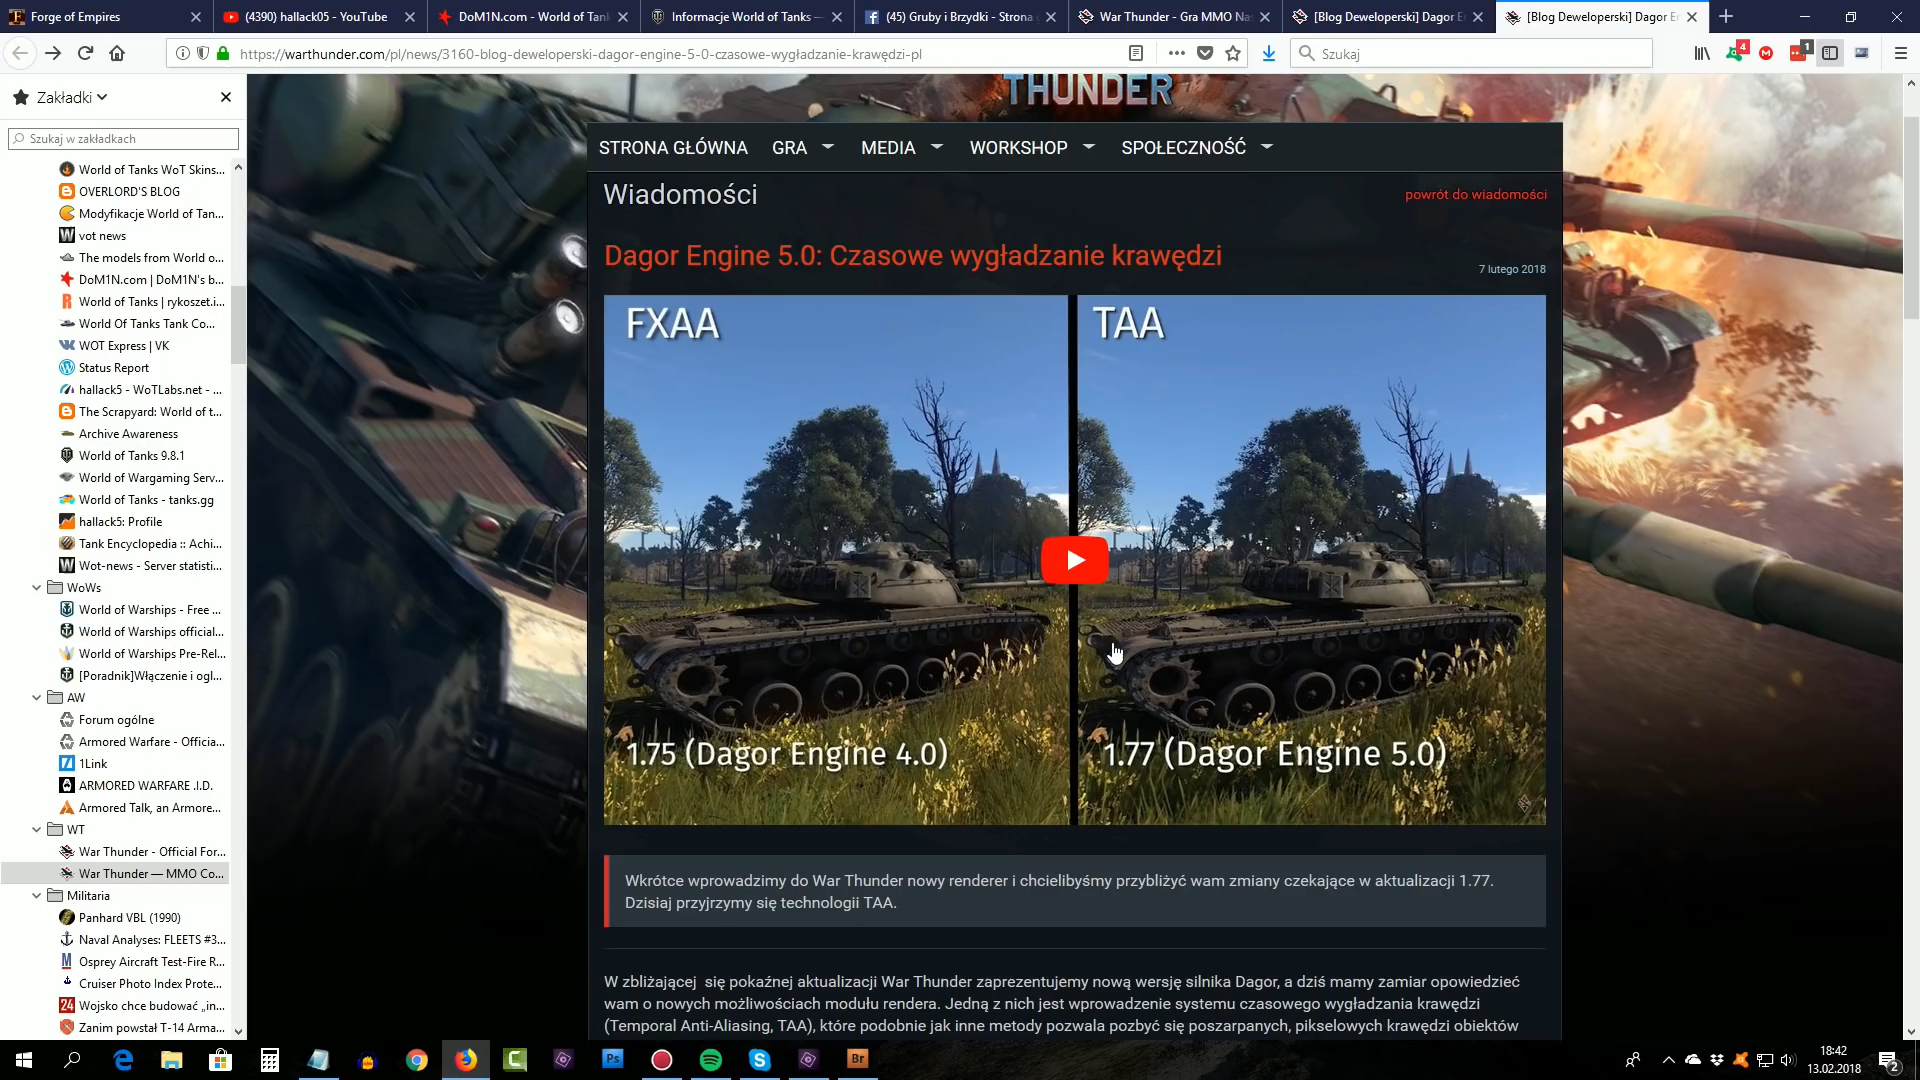 Forge of Empires
(4390) hallack05 - YouTube
DoM1N.com - World of Tank
Informacje World of Tanks —
(45) Gruby i Brzydki - Strona
War Thunder - Gra MMO Na
[Blog Deweloperski] Dagor E
[Blog Deweloperski] Dagor E
https://warthunder.com/pl/news/3160-blog-deweloperski-dagor-engine-5-0-czasowe-wygładzanie-krawędzi-pl
Szukaj
4
1
Zakładki
Szukaj w zakładkach
World of Tanks WoT Skins...
OVERLORD'S BLOG
Modyfikacje World of Tan...
vot news
The models from World o...
DoM1N.com | DoM1N's b...
World of Tanks | rykoszet.i...
World Of Tanks Tank Co...
WOT Express | VK
Status Report
hallack5 - WoTLabs.net - ...
The Scrapyard: World of t...
Archive Awareness
World of Tanks 9.8.1
World of Wargaming Serv...
World of Tanks - tanks.gg
hallack5: Profile
Tank Encyclopedia :: Achi...
Wot-news - Server statisti...
WoWs
World of Warships - Free ...
World of Warships official...
World of Warships Pre-Rel...
[Poradnik]Włączenie i ogl...
AW
Forum ogólne
Armored Warfare - Officia...
1Link
ARMORED WARFARE .I.D.
Armored Talk, an Armore...
WT
War Thunder - Official For...
War Thunder — MMO Co...
Militaria
Panhard VBL (1990)
Naval Analyses: FLEETS #3...
Osprey Aircraft Test-Fire R...
Cruiser Photo Index Prote...
Wojsko chce budować „in...
Zanim powstał T-14 Arma...
THUNDER
STRONA GŁÓWNA GRA MEDIA WORKSHOP SPOŁECZNOŚĆ
Wiadomości
powrót do wiadomości
Dagor Engine 5.0: Czasowe wygładzanie krawędzi
7 lutego 2018
FXAA
TAA
1.75 (Dagor Engine 4.0)
1.77 (Dagor Engine 5.0)
Wkrótce wprowadzimy do War Thunder nowy renderer i chcielibyśmy przybliżyć wam zmiany czekające w aktualizacji 1.77.
Dzisiaj przyjrzymy się technologii TAA.
W zbliżającej się pokaźnej aktualizacji War Thunder zaprezentujemy nową wersję silnika Dagor, a dziś mamy zamiar opowiedzieć
wam o nowych możliwościach modułu rendera. Jedną z nich jest wprowadzenie systemu czasowego wygładzania krawędzi
(Temporal Anti-Aliasing, TAA), które podobnie jak inne metody pozwala pozbyć się poszarpanych, pikselowych krawędzi obiektów
Ps
Br
18:42
13.02.2018
2